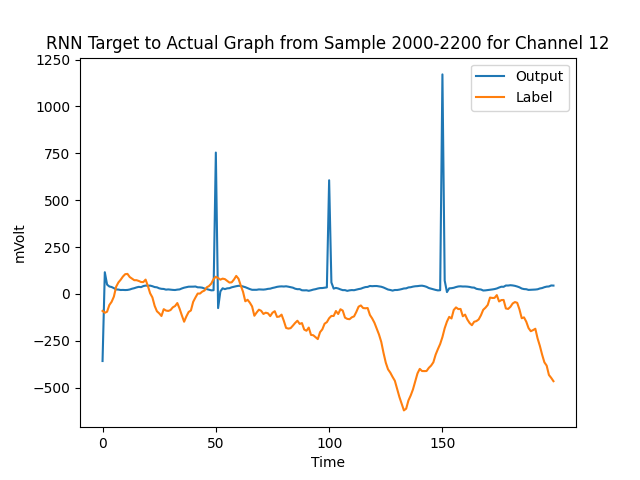 RNN Target to Actual Graph from Sample 2000-2200 for Channel 12
1250
1000
750
500
250
0
−250
−500
mVolt
Output
Label
0
50
100
150
Time